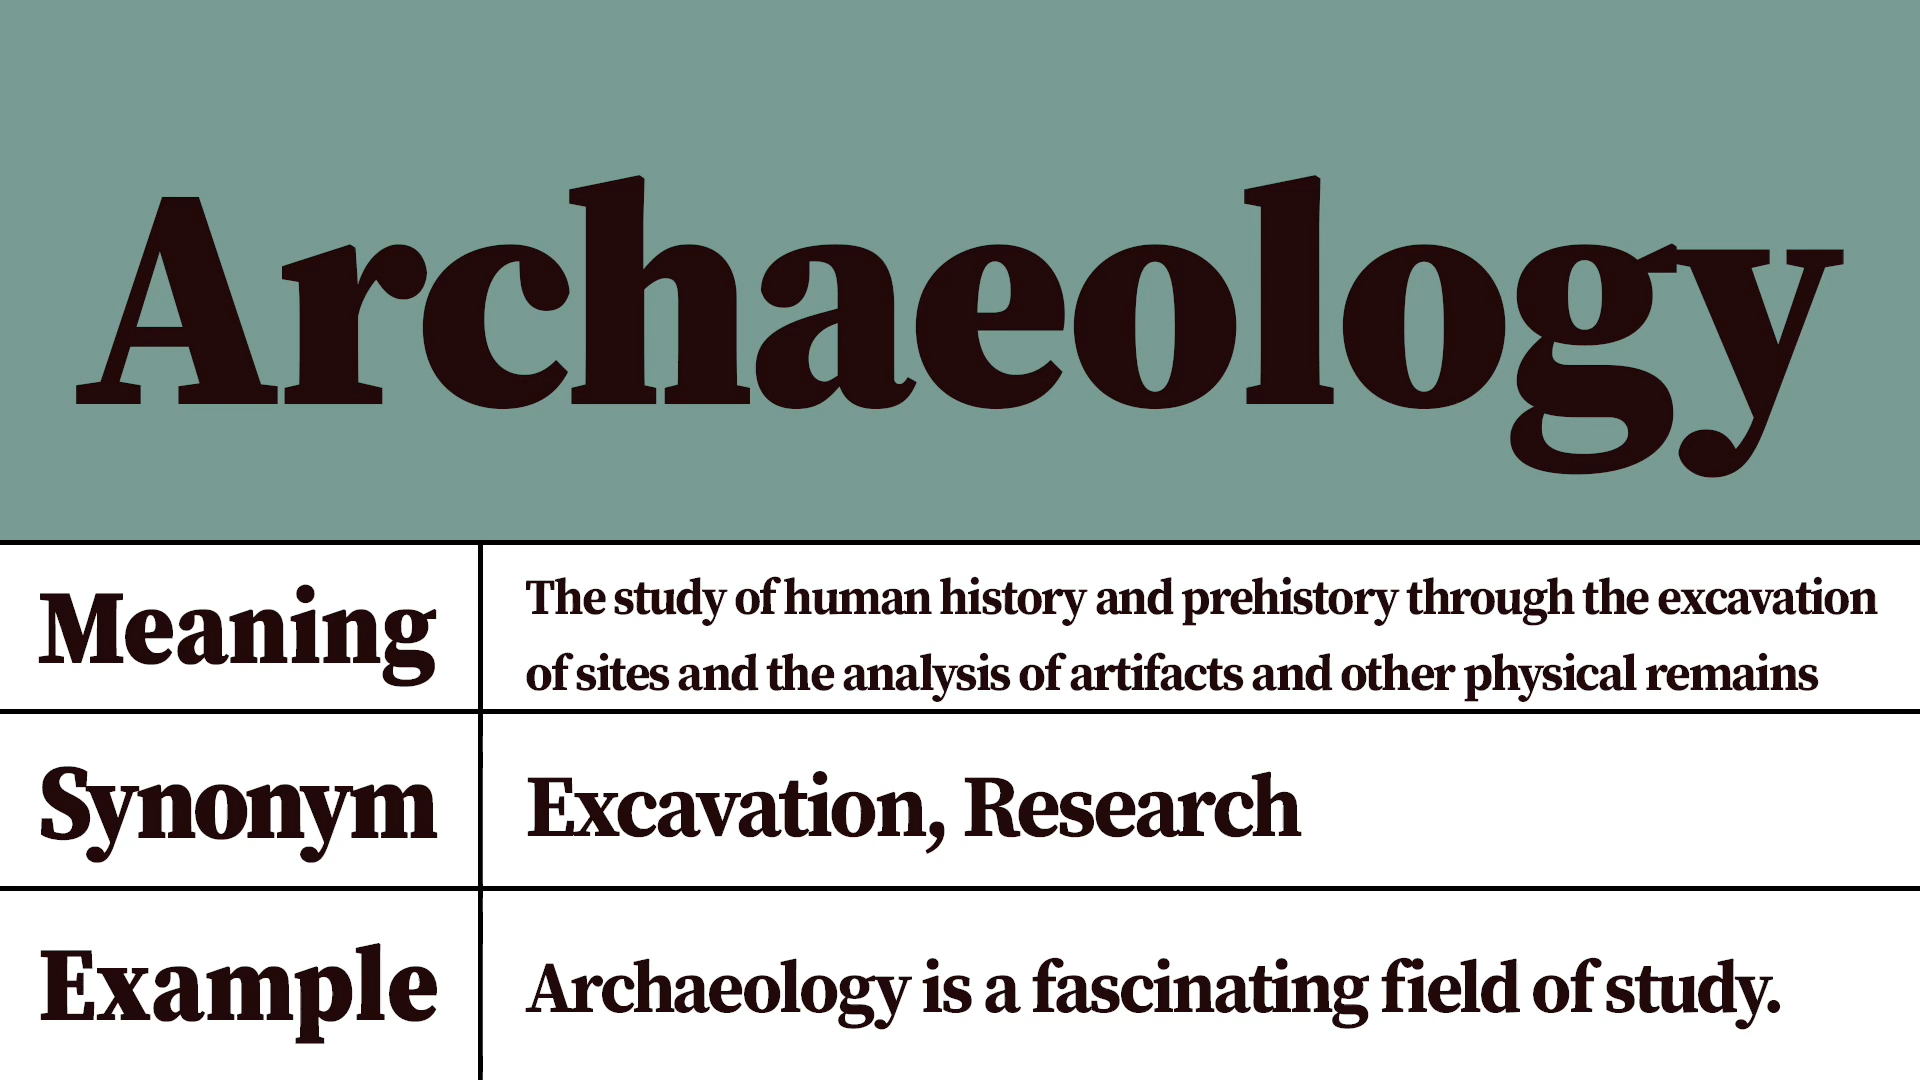 Archaeology
Meaning
The study of human history and prehistory through the excavation
of sites and the analysis of artifacts and other physical remains
Synonym
Excavation, Research
Example
Archaeology is a fascinating field of study.